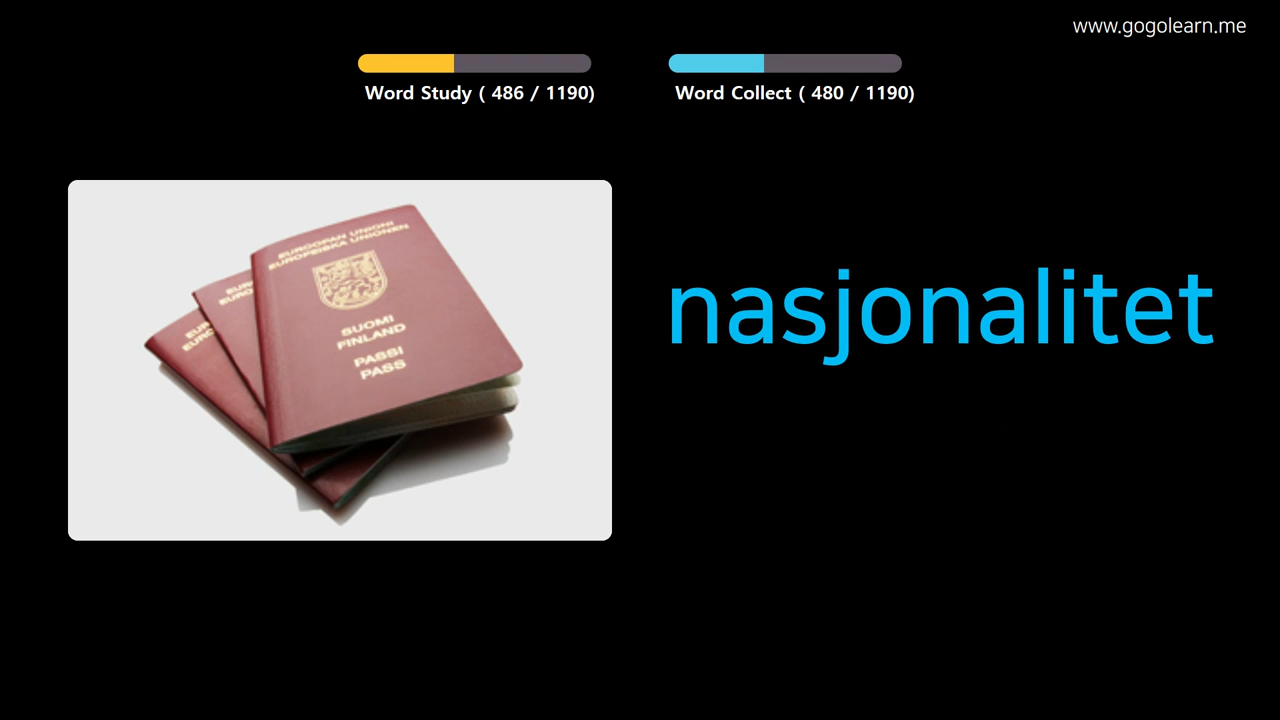 www.gogolearn.me
Word Study ( 486 / 1190)
Word Collect ( 480 / 1190)
nasjonalitet
EUROOPAN UNIONI
EUROPEISKA UNIONEN
SUOMI
FINLAND
PASSI
PASS